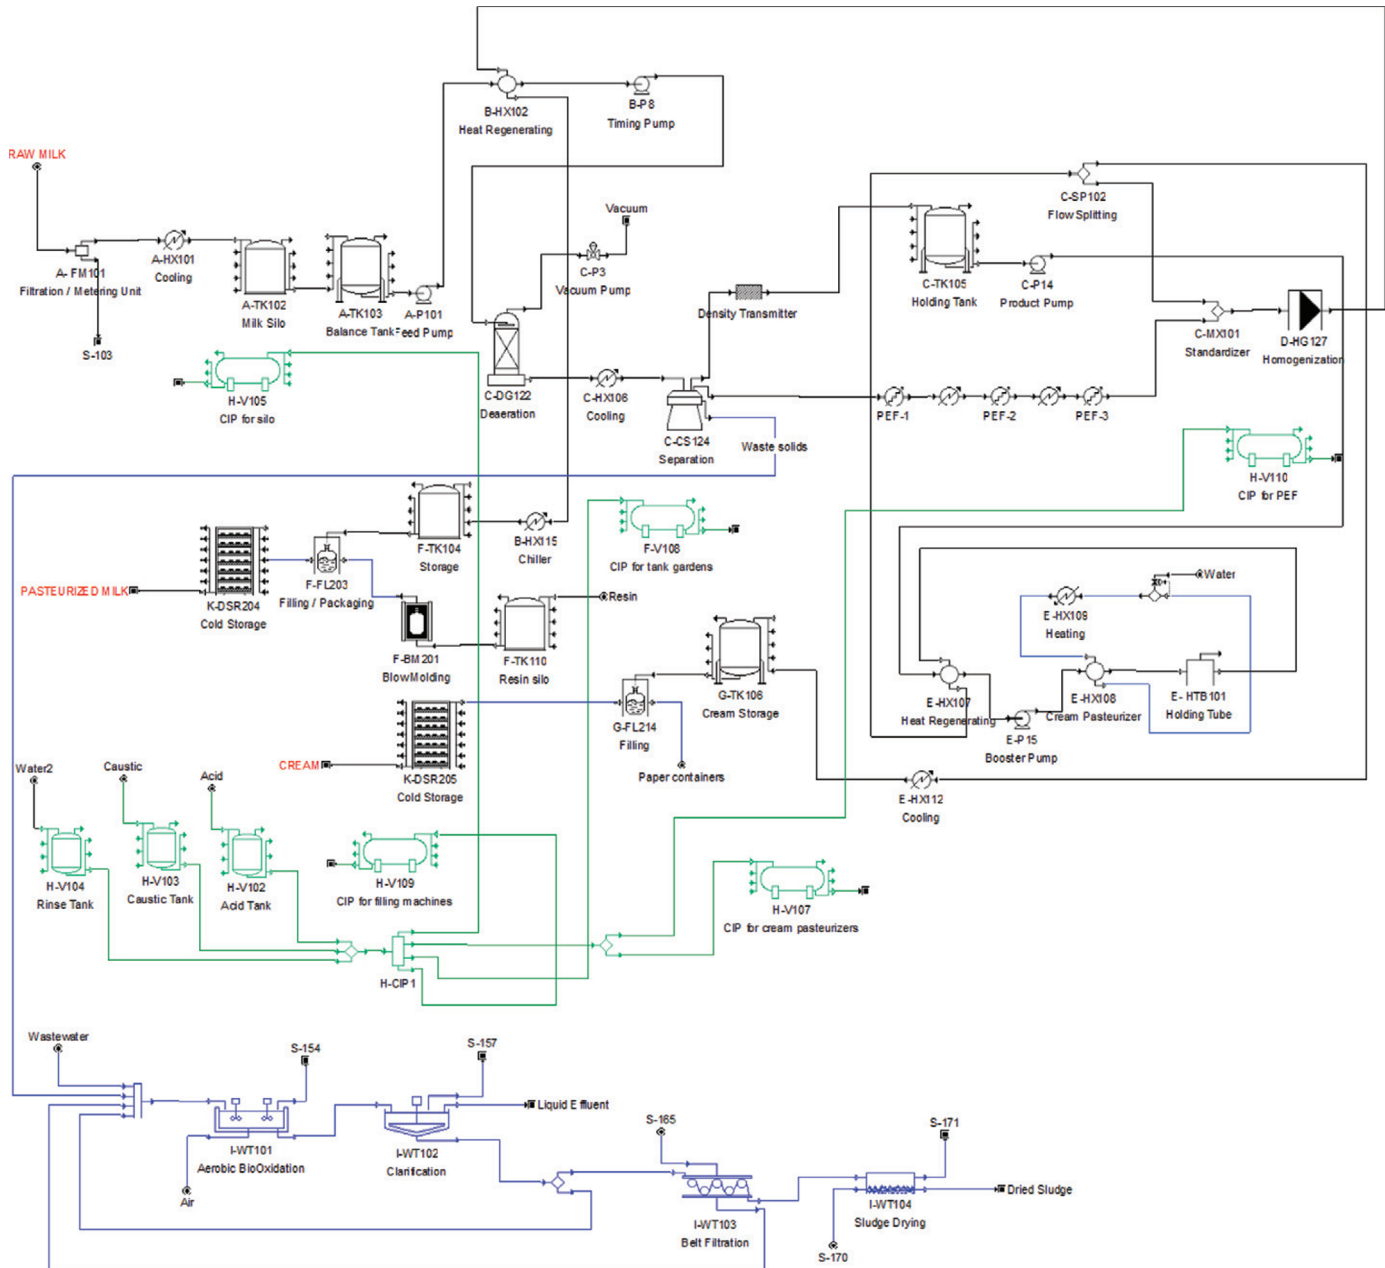 B-HX102
Heat Regenerating
B-P8
Timing Pump
RAW MILK
A- FM101
Filtration / Metering Unit
S-103
A-HX101
Cooling
A-TK102
Milk Silo
A-TK103
Balance Tank
A-P101
Feed Pump
Vacuum
C-P3
Vacuum Pump
C-DG122
Deaeration
C-HX106
Cooling
C-CS124
Separation
Density Transmitter
C-TK105
Holding Tank
C-P14
Product Pump
C-SP102
Flow Splitting
C-MX101
Standardizer
D-HG127
Homogenization
PEF-1
PEF-2
PEF-3
Waste solids
H-V105
CIP for silo
H-V110
CIP for PEF
F-TK104
Storage
B-HX115
Chiller
F-V108
CIP for tank gardens
PASTEURIZED MILK
K-DSR204
Cold Storage
F-FL203
Filling / Packaging
F-BM201
Blow Molding
F-TK110
Resin silo
Resin
Water
E-HX109
Heating
E-HX107
Heat Regenerating
E-P15
Booster Pump
E-HX108
Cream Pasteurizer
E- HTB101
Holding Tube
G-TK106
Cream Storage
G-FL214
Filling
Paper containers
CREAM
K-DSR205
Cold Storage
E-HX112
Cooling
Water2
Caustic
Acid
H-V104
Rinse Tank
H-V103
Caustic Tank
H-V102
Acid Tank
H-V109
CIP for filling machines
H-V107
CIP for cream pasteurizers
H-CIP1
Wastewater
S-154
S-157
I-WT101
Aerobic BioOxidation
Air
I-WT102
Clarification
Liquid Effluent
S-165
I-WT103
Belt Filtration
S-171
I-WT104
Sludge Drying
Dried Sludge
S-170